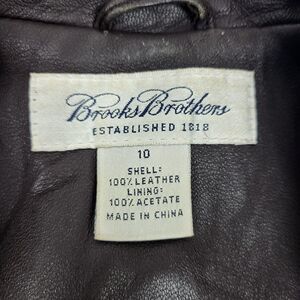 Brooks Brothers
ESTABLISHED 1818
10
SHELL:
100% LEATHER
LINING:
100% ACETATE
MADE IN CHINA